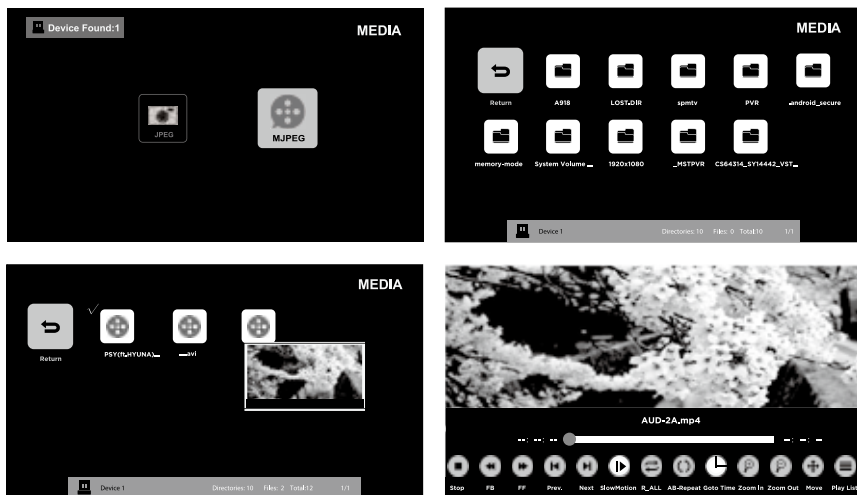 Device Found:1
MEDIA
JPEG
MJPEG
MEDIA
Return A918 LOST.DIR spmtv PVR .android_secure
memory-mode System Volume _ 1920x1080 _MSTPVR CS64314_SY14442_VST_
Device 1 Directories: 10 Files: 0 Total:10 1/1
MEDIA
Return PSY(ft.HYUNA)_ _avi
Device 1 Directories: 10 Files: 2 Total:12 1/1
AUD-2A.mp4
--: --: -- -: -: -
Stop FB FF Prev. Next SlowMotion R_ALL AB-Repeat Goto Time Zoom In Zoom Out Move Play List